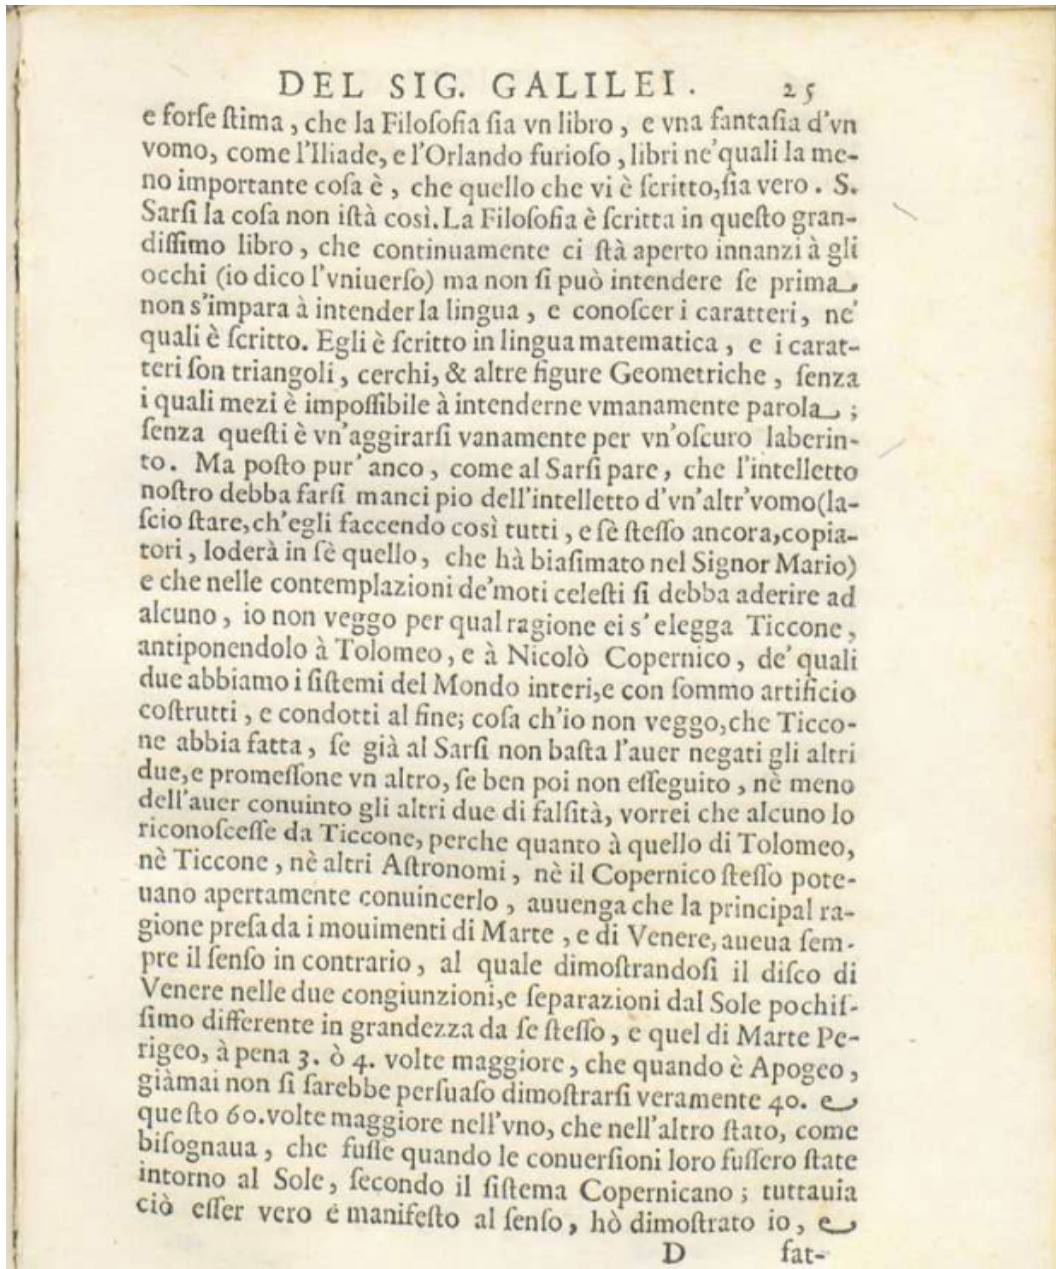 DEL SIG. GALILEI. 25
e forſe ſtima, che la Filoſofia ſia vn libro, e vna fantaſia d'vn
vomo, come l'Iliade, e l'Orlando furioſo, libri ne'quali la me-
no importante coſa è, che quello che vi è ſcritto, ſia vero. S.
Sarſi la coſa non iſtà così. La Filoſofia è ſcritta in queſto gran-
diſſimo libro, che continuamente ci ſtà aperto innanzi à gli
occhi (io dico l'vniuerſo) ma non ſi può intendere ſe prima
non s'impara à intender la lingua, e conoſcer i caratteri, ne'
quali è ſcritto. Egli è ſcritto in lingua matematica, e i carat-
teri ſon triangoli, cerchi, & altre figure Geometriche, ſenza
i quali mezi è impoſſibile à intenderne vmanamente parola;
ſenza queſti è vn'aggirarſi vanamente per vn'oſcuro laberin-
to. Ma poſto pur'anco, come al Sarſi pare, che l'intelletto
noſtro debba farſi manci pio dell'intelletto d'vn'altr'vomo (la-
ſcio ſtare, ch'egli faccendo così tutti, e ſè ſteſſo ancora, copia-
tori, loderà in ſè quello, che hà biaſimato nel Signor Mario)
e che nelle contemplazioni de'moti celeſti ſi debba aderire ad
alcuno, io non veggo per qual ragione ei s'elegga Ticcone,
antiponendolo à Tolomeo, e à Nicolò Copernico, de'quali
due abbiamo i ſiſtemi del Mondo interi, e con ſommo artificio
coſtrutti, e condotti al fine; coſa ch'io non veggo, che Ticco-
ne abbia fatta, ſe già al Sarſi non baſta l'auer negati gli altri
due, e promeſſone vn altro, ſe ben poi non eſſeguito, nè meno
dell'auer conuinto gli altri due di falſità, vorrei che alcuno lo
riconoſceſſe da Ticcone, perche quanto à quello di Tolomeo,
nè Ticcone, nè altri Aſtronomi, nè il Copernico ſteſſo pote-
uano apertamente conuincerlo, auuenga che la principal ra-
gione preſa da i mouimenti di Marte, e di Venere, aueua ſem-
pre il ſenſo in contrario, al quale dimoſtrandoſi il diſco di
Venere nelle due congiunzioni, e ſeparazioni dal Sole pochiſ-
ſimo differente in grandezza da ſe ſteſſo, e quel di Marte Pe-
rigeo, à pena 3. ò 4. volte maggiore, che quando è Apogeo,
giàmai non ſi ſarebbe perſuaſo dimoſtrarſi veramente 40. e
queſto 60. volte maggiore nell'vno, che nell'altro ſtato, come
biſognaua, che fuſſe quando le conuerſioni loro fuſſero ſtate
intorno al Sole, ſecondo il ſiſtema Copernicano; tuttauia
ciò eſſer vero é manifeſto al ſenſo, hò dimoſtrato io, e
D fat-